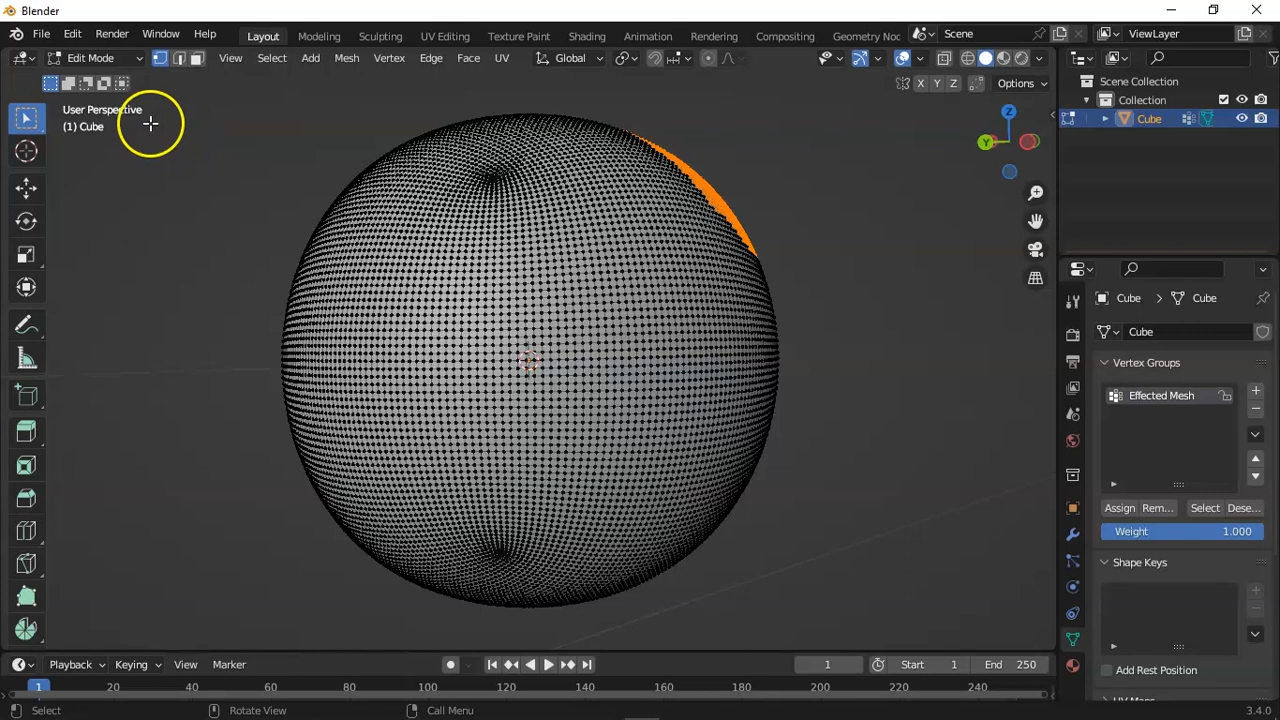 Blender
File Edit Render Window Help Layout Modeling Sculpting UV Editing Texture Paint Shading Animation Rendering Compositing Geometry Noc Scene ViewLayer
Edit Mode View Select Add Mesh Vertex Edge Face UV Global
X Y Z Options
User Perspective
(1) Cube
Z
Y
Scene Collection
Collection
Cube
Cube > Cube
Cube
Vertex Groups
Effected Mesh
Assign Rem... Select Dese...
Weight 1.000
Shape Keys
Add Rest Position
UV Maps
Playback Keying View Marker 1 Start 1 End 250
1 20 40 60 80 100 120 140 160 180 200 220 240
Select Rotate View Call Menu 3.4.0